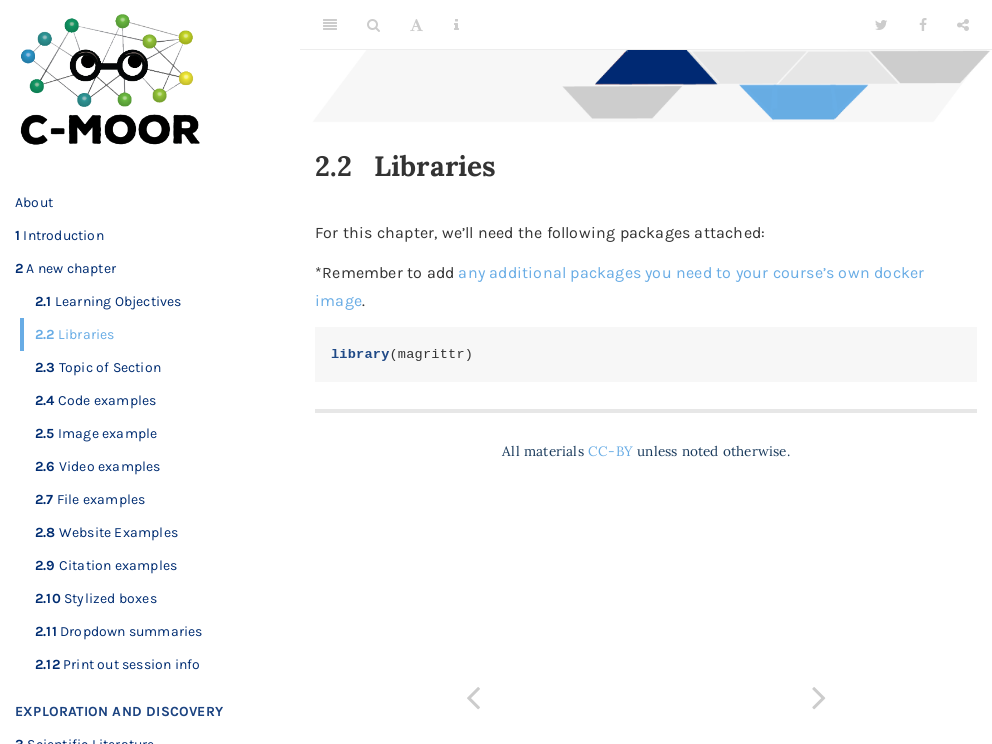 C-MOOR
About
1 Introduction
2 A new chapter
2.1 Learning Objectives
2.2 Libraries
2.3 Topic of Section
2.4 Code examples
2.5 Image example
2.6 Video examples
2.7 File examples
2.8 Website Examples
2.9 Citation examples
2.10 Stylized boxes
2.11 Dropdown summaries
2.12 Print out session info
EXPLORATION AND DISCOVERY
3 Scientific Literature
A
i
2.2 Libraries
For this chapter, we’ll need the following packages attached:
*Remember to add any additional packages you need to your course’s own docker
image.
library(magrittr)
All materials CC-BY unless noted otherwise.